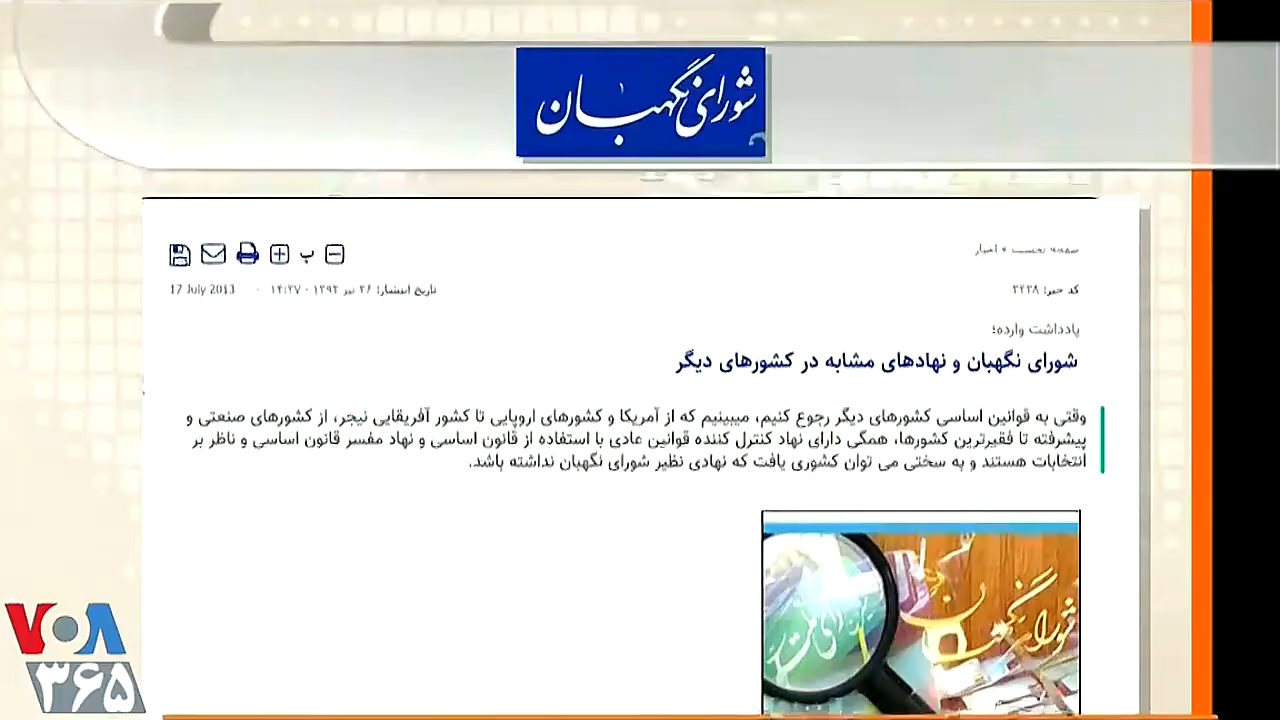 شورای نگهبان
صفحه نخست » اخبار
کد خبر: ۳۲۳۸
تاریخ انتشار: ۲۶ تیر ۱۳۹۲ - ۱۴:۲۷ - 17 July 2013
ب
یادداشت وارده؛
شورای نگهبان و نهادهای مشابه در کشورهای دیگر
وقتی به قوانین اساسی کشورهای دیگر رجوع کنیم، میبینیم که از آمریکا و کشورهای اروپایی تا کشور آفریقایی نیجر، از کشورهای صنعتی و
پیشرفته تا فقیرترین کشورها، همگی دارای نهاد کنترل کننده قوانین عادی با استفاده از قانون اساسی و نهاد مفسر قانون اساسی و ناظر بر
انتخابات هستند و به سختی می توان کشوری یافت که نهادی نظیر شورای نگهبان نداشته باشد.
شورای نگهبان
VOA
۳۶۵